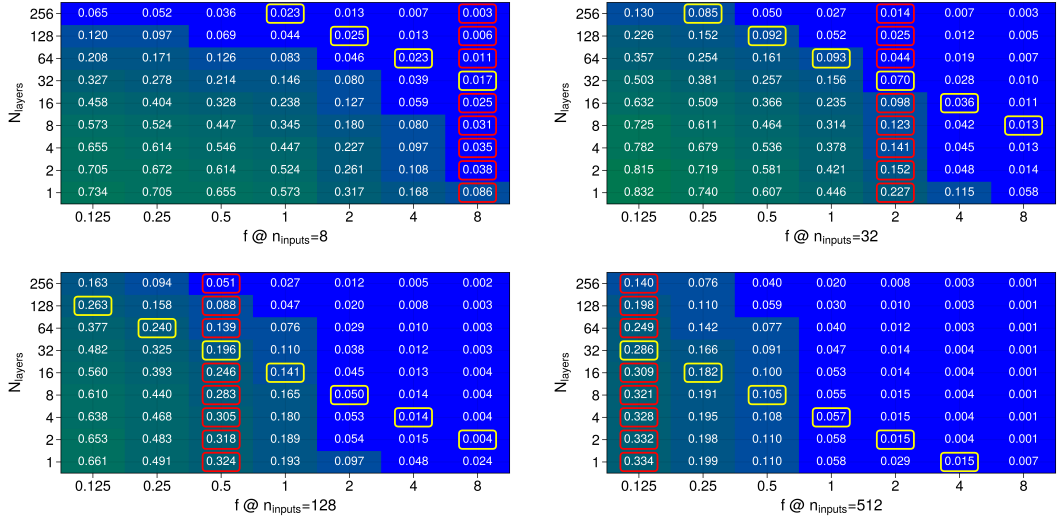 256 0.065 0.052 0.036 0.023 0.013 0.007 0.003
128 0.120 0.097 0.069 0.044 0.025 0.013 0.006
64 0.208 0.171 0.126 0.083 0.046 0.023 0.011
32 0.327 0.278 0.214 0.146 0.080 0.039 0.017
16 0.458 0.404 0.328 0.238 0.127 0.059 0.025
8 0.573 0.524 0.447 0.345 0.180 0.080 0.031
4 0.655 0.614 0.546 0.447 0.227 0.097 0.035
2 0.705 0.672 0.614 0.524 0.261 0.108 0.038
1 0.734 0.705 0.655 0.573 0.317 0.168 0.086
0.125 0.25 0.5 1 2 4 8
N_layers
f @ n_inputs=8
256 0.130 0.085 0.050 0.027 0.014 0.007 0.003
128 0.226 0.152 0.092 0.052 0.025 0.012 0.005
64 0.357 0.254 0.161 0.093 0.044 0.019 0.007
32 0.503 0.381 0.257 0.156 0.070 0.028 0.010
16 0.632 0.509 0.366 0.235 0.098 0.036 0.011
8 0.725 0.611 0.464 0.314 0.123 0.042 0.013
4 0.782 0.679 0.536 0.378 0.141 0.045 0.013
2 0.815 0.719 0.581 0.421 0.152 0.048 0.014
1 0.832 0.740 0.607 0.446 0.227 0.115 0.058
0.125 0.25 0.5 1 2 4 8
N_layers
f @ n_inputs=32
256 0.163 0.094 0.051 0.027 0.012 0.005 0.002
128 0.263 0.158 0.088 0.047 0.020 0.008 0.003
64 0.377 0.240 0.139 0.076 0.029 0.010 0.003
32 0.482 0.325 0.196 0.110 0.038 0.012 0.003
16 0.560 0.393 0.246 0.141 0.045 0.013 0.004
8 0.610 0.440 0.283 0.165 0.050 0.014 0.004
4 0.638 0.468 0.305 0.180 0.053 0.014 0.004
2 0.653 0.483 0.318 0.189 0.054 0.015 0.004
1 0.661 0.491 0.324 0.193 0.097 0.048 0.024
0.125 0.25 0.5 1 2 4 8
N_layers
f @ n_inputs=128
256 0.140 0.076 0.040 0.020 0.008 0.003 0.001
128 0.198 0.110 0.059 0.030 0.010 0.003 0.001
64 0.249 0.142 0.077 0.040 0.012 0.003 0.001
32 0.286 0.166 0.091 0.047 0.014 0.004 0.001
16 0.309 0.182 0.100 0.053 0.014 0.004 0.001
8 0.321 0.191 0.105 0.055 0.015 0.004 0.001
4 0.328 0.195 0.108 0.057 0.015 0.004 0.001
2 0.332 0.198 0.110 0.058 0.015 0.004 0.001
1 0.334 0.199 0.110 0.058 0.029 0.015 0.007
0.125 0.25 0.5 1 2 4 8
N_layers
f @ n_inputs=512